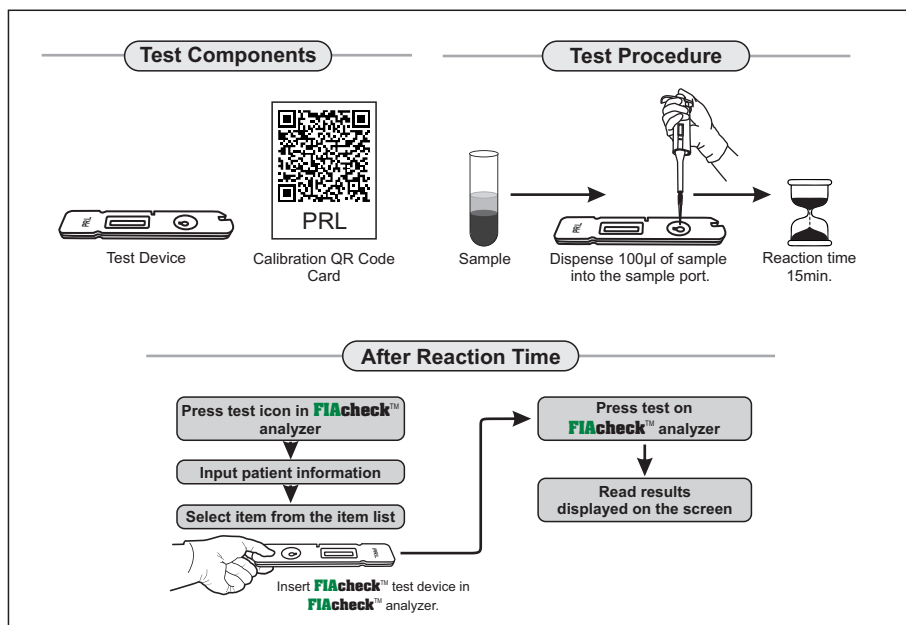 Test Components
PRL
PRL
Test Device
Calibration QR Code
Card
Test Procedure
PRL
Sample
Dispense 100µl of sample
into the sample port.
Reaction time
15min.
After Reaction Time
Press test icon in FIAcheck™
analyzer
Input patient information
Select item from the item list
PRL
Insert FIAcheck™ test device in
FIAcheck™ analyzer.
Press test on
FIAcheck™ analyzer
Read results
displayed on the screen